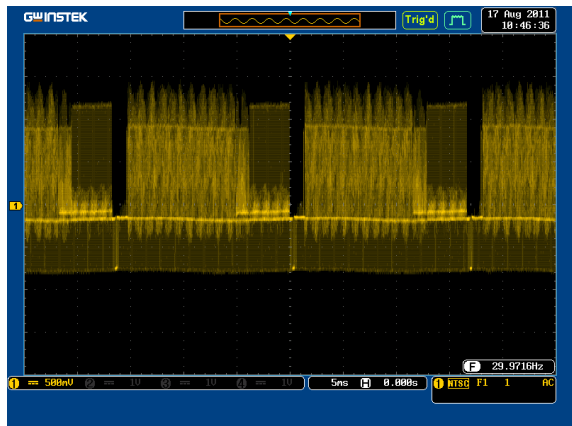 GWINSTEK
Trig'd
17 Aug 2011
10:46:36
1
F 29.9716Hz
1 500mV 2 1V 3 1V 4 1V 5ms H 0.000s 1 NTSC F1 1 AC